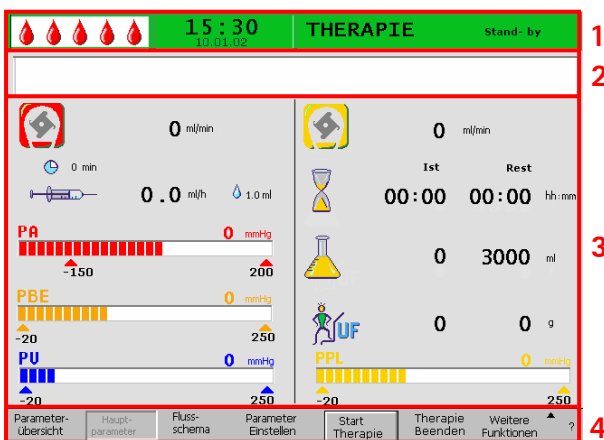 15:30 THERAPIE Stand- by 1
10.01.02
2
0 ml/min
0 ml/min
0 min
Ist Rest
0.0 ml/h 1.0 ml
00:00 00:00 hh:mm
PA 0 mmHg
-150 200
0 3000 ml 3
UF
PBE 0 mmHg
-20 250
UF 0 0 g
PV 0 mmHg
-20 250
PPL 0 mmHg
-20 250
Parameter-
übersicht
Haupt-
parameter
Fluss-
schema
Parameter
Einstellen
Start
Therapie
Therapie
Beenden
Weitere
Funktionen
? 4